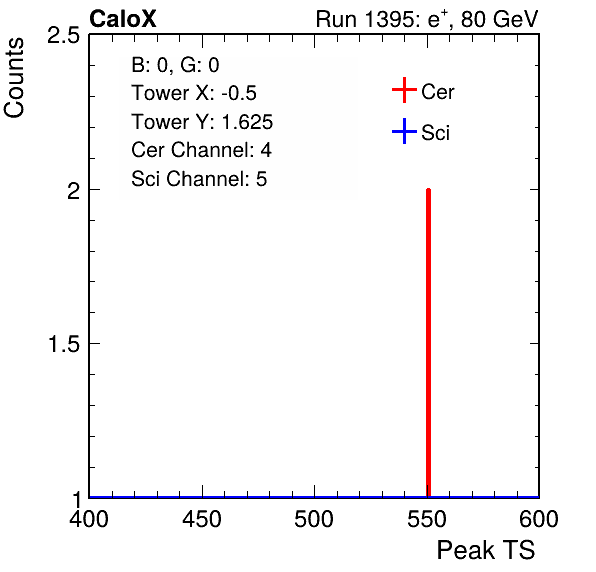 CaloX Run 1395: e⁺, 80 GeV
Counts
2.5
B: 0, G: 0
Tower X: -0.5
Tower Y: 1.625
Cer Channel: 4
Sci Channel: 5
Cer
Sci
2
1.5
1
400 450 500 550 600
Peak TS